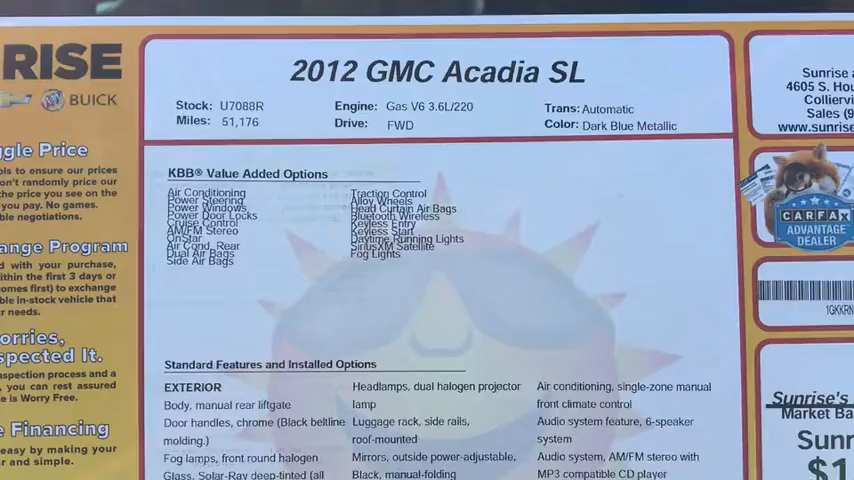 RISE
BUICK
ggle Price
ols to ensure our prices
on't randomly price our
the price you see on the
you pay. No games.
ble negotiations.
ange Program
d with your purchase,
ithin the first 3 days or
comes first) to exchange
ble in-stock vehicle that
r needs.
orries,
spected It.
nspection process and a
, you can rest assured
e is Worry Free.
e Financing
easy by making your
r and simple.
2012 GMC Acadia SL
Stock: U7088R
Miles: 51,176
Engine: Gas V6 3.6L/220
Drive: FWD
Trans: Automatic
Color: Dark Blue Metallic
KBB® Value Added Options
Air Conditioning
Power Steering
Power Windows
Power Door Locks
Cruise Control
AM/FM Stereo
OnStar
Air Cond, Rear
Dual Air Bags
Side Air Bags
Traction Control
Alloy Wheels
Head Curtain Air Bags
Bluetooth Wireless
Keyless Entry
Keyless Start
Daytime Running Lights
SiriusXM Satellite
Fog Lights
Standard Features and Installed Options
EXTERIOR
Body, manual rear liftgate
Door handles, chrome (Black beltline
molding.)
Fog lamps, front round halogen
Glass, Solar-Ray deep-tinted (all
Headlamps, dual halogen projector
lamp
Luggage rack, side rails,
roof-mounted
Mirrors, outside power-adjustable,
Black, manual-folding
Air conditioning, single-zone manual
front climate control
Audio system feature, 6-speaker
system
Audio system, AM/FM stereo with
MP3 compatible CD player
Sunrise
4605 S. Hou
Colliervi
Sales (9
www.sunrise
CARFAX
ADVANTAGE
DEALER
1GKKRN
Sunrise's
Market Ba
Sunr
$1